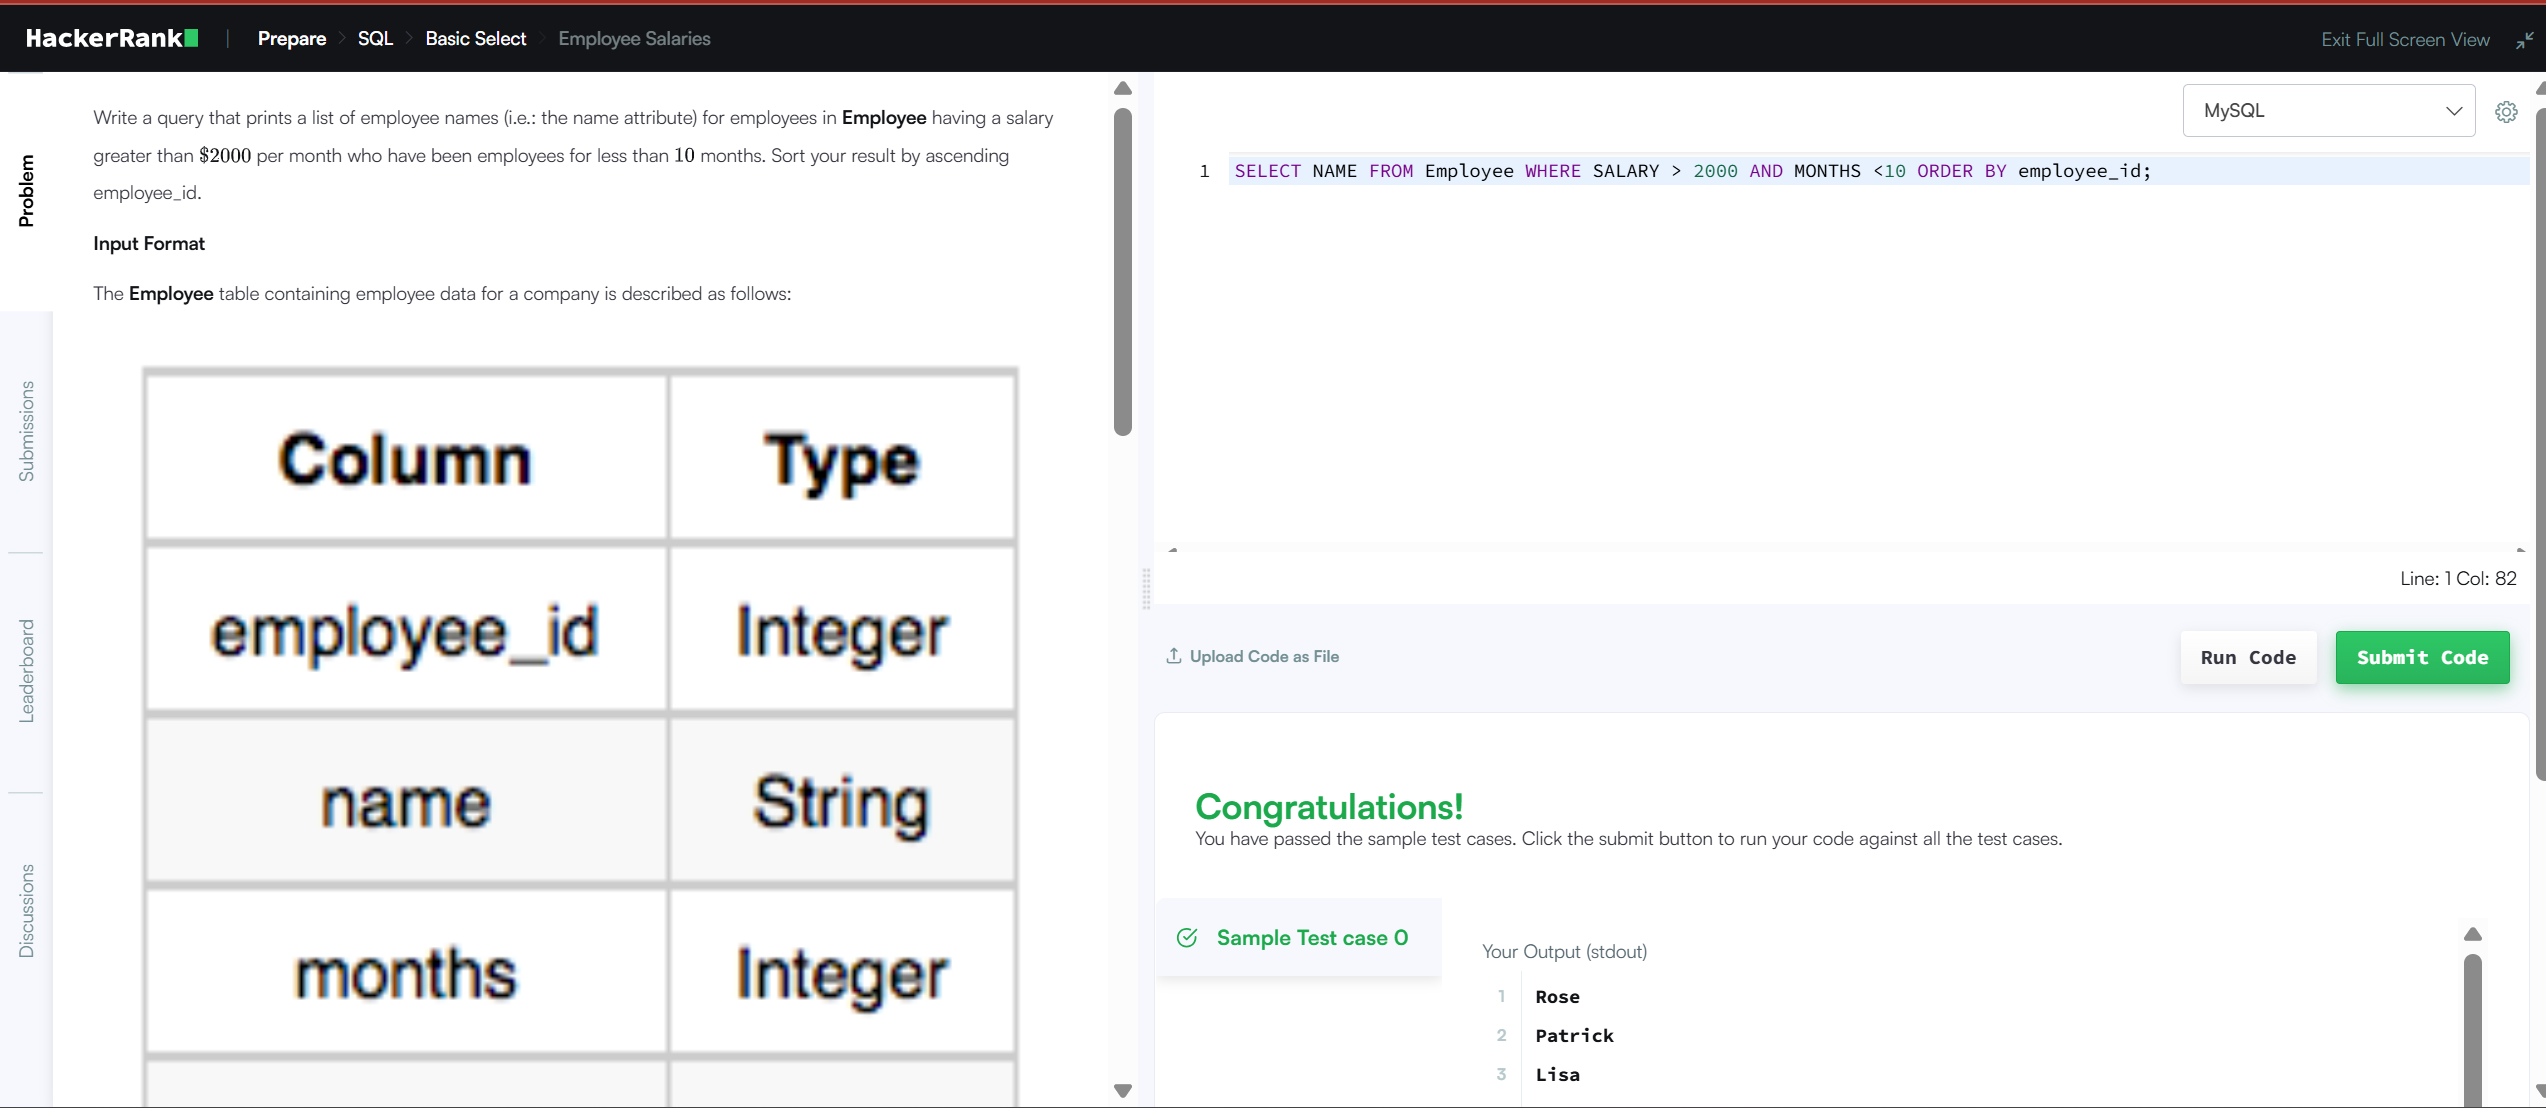 HackerRank | Prepare > SQL > Basic Select > Employee Salaries
Exit Full Screen View
Problem
Submissions
Leaderboard
Discussions
Write a query that prints a list of employee names (i.e.: the name attribute) for employees in Employee having a salary
greater than $2000 per month who have been employees for less than 10 months. Sort your result by ascending
employee_id.
Input Format
The Employee table containing employee data for a company is described as follows:
Column Type
employee_id Integer
name String
months Integer
MySQL
1 SELECT NAME FROM Employee WHERE SALARY > 2000 AND MONTHS <10 ORDER BY employee_id;
Line: 1 Col: 82
Upload Code as File
Run Code
Submit Code
Congratulations!
You have passed the sample test cases. Click the submit button to run your code against all the test cases.
Sample Test case 0
Your Output (stdout)
1 Rose
2 Patrick
3 Lisa